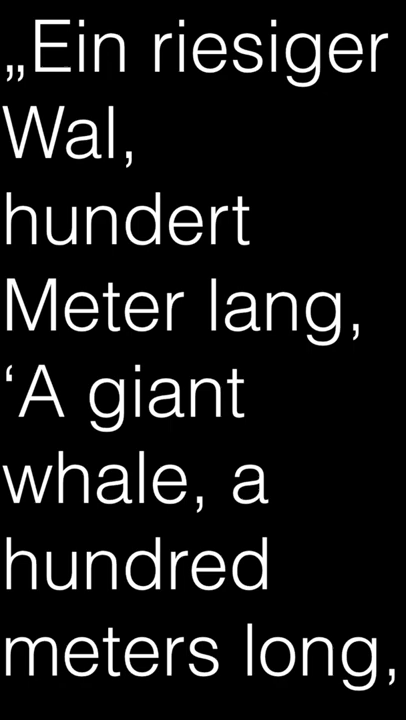 „Ein riesiger
Wal,
hundert
Meter lang,
‘A giant
whale, a
hundred
meters long,